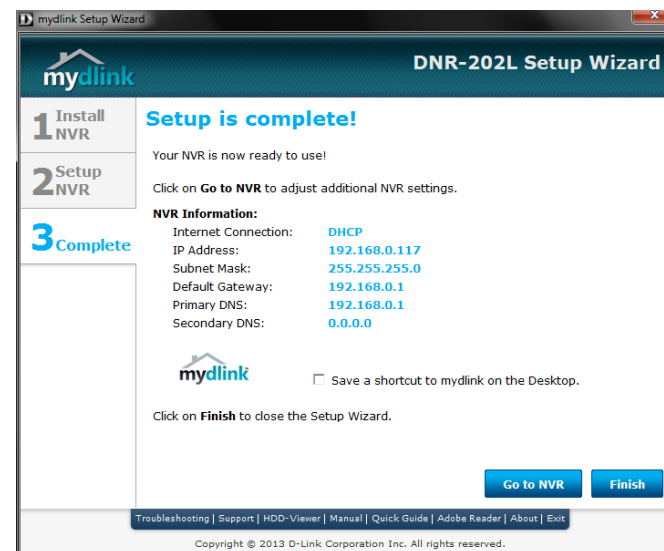 mydlink Setup Wizard
mydlink
DNR-202L Setup Wizard
1 Install NVR
2 Setup NVR
3 Complete
Setup is complete!
Your NVR is now ready to use!
Click on Go to NVR to adjust additional NVR settings.
NVR Information:
Internet Connection: DHCP
IP Address: 192.168.0.117
Subnet Mask: 255.255.255.0
Default Gateway: 192.168.0.1
Primary DNS: 192.168.0.1
Secondary DNS: 0.0.0.0
mydlink
Save a shortcut to mydlink on the Desktop.
Click on Finish to close the Setup Wizard.
Go to NVR Finish
Troubleshooting | Support | HDD-Viewer | Manual | Quick Guide | Adobe Reader | About | Exit
Copyright © 2013 D-Link Corporation Inc. All rights reserved.